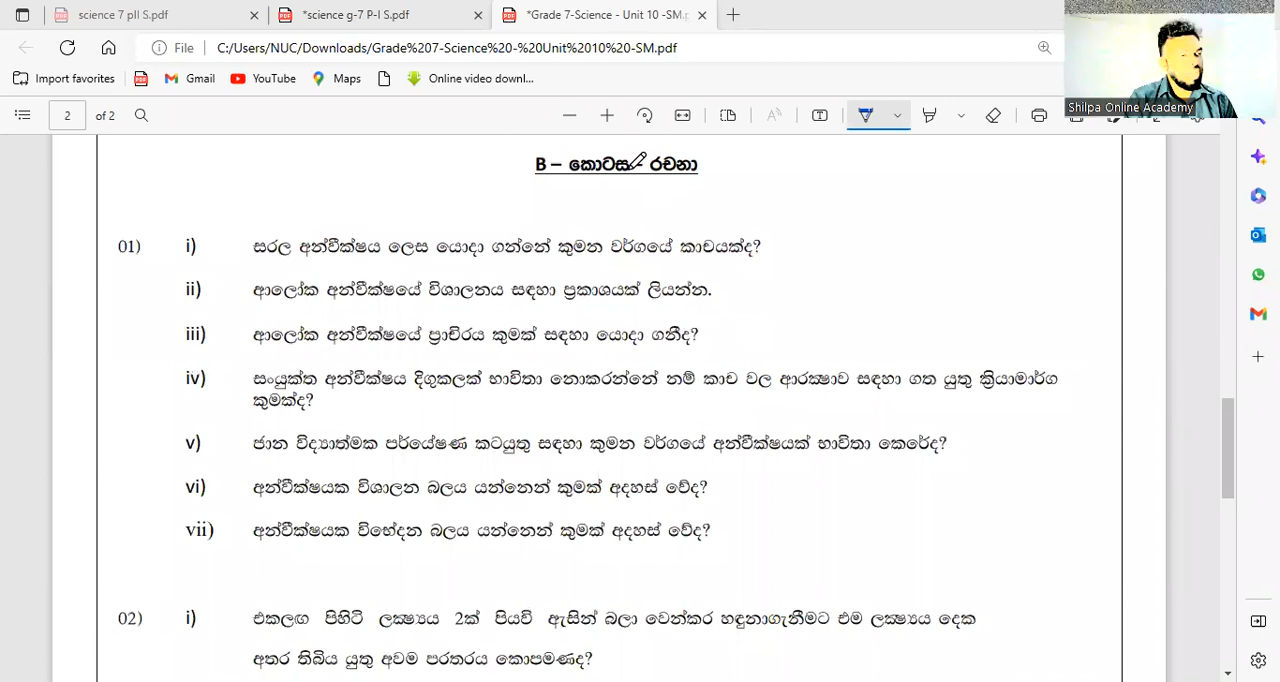 science 7 pII S.pdf
*science g-7 P-I S.pdf
*Grade 7-Science - Unit 10 -SM.p
File
C:/Users/NUC/Downloads/Grade%207-Science%20-%20Unit%2010%20-SM.pdf
Import favorites
Gmail
YouTube
Maps
Online video downl...
Shilpa Online Academy
2
of 2
B – කොටස රචනා
01) i) සරල අන්වීක්ෂය ලෙස යොදා ගන්නේ කුමන වර්ගයේ කාචයක්ද?
ii) ආලෝක අන්වීක්ෂයේ විශාලනය සඳහා ප්‍රකාශයක් ලියන්න.
iii) ආලෝක අන්වීක්ෂයේ ප්‍රාචීරය කුමක් සඳහා යොදා ගනීද?
iv) සංයුක්ත අන්වීක්ෂය දිගුකලක් භාවිතා නොකරන්නේ නම් කාච වල ආරක්‍ෂාව සඳහා ගත යුතු ක්‍රියාමාර්ග
කුමක්ද?
v) ජාන විද්‍යාත්මක පර්යේෂණ කටයුතු සඳහා කුමන වර්ගයේ අන්වීක්ෂයක් භාවිතා කෙරේද?
vi) අන්වීක්ෂයක විශාලන බලය යන්නෙන් කුමක් අදහස් වේද?
vii) අන්වීක්ෂයක විභේදන බලය යන්නෙන් කුමක් අදහස් වේද?
02) i) එකලඟ පිහිටි ලක්‍ෂ්‍යය 2ක් පියවි ඇසින් බලා වෙන්කර හඳුනාගැනීමට එම ලක්‍ෂ්‍යය දෙක
අතර තිබිය යුතු අවම පරතරය කොපමණද?